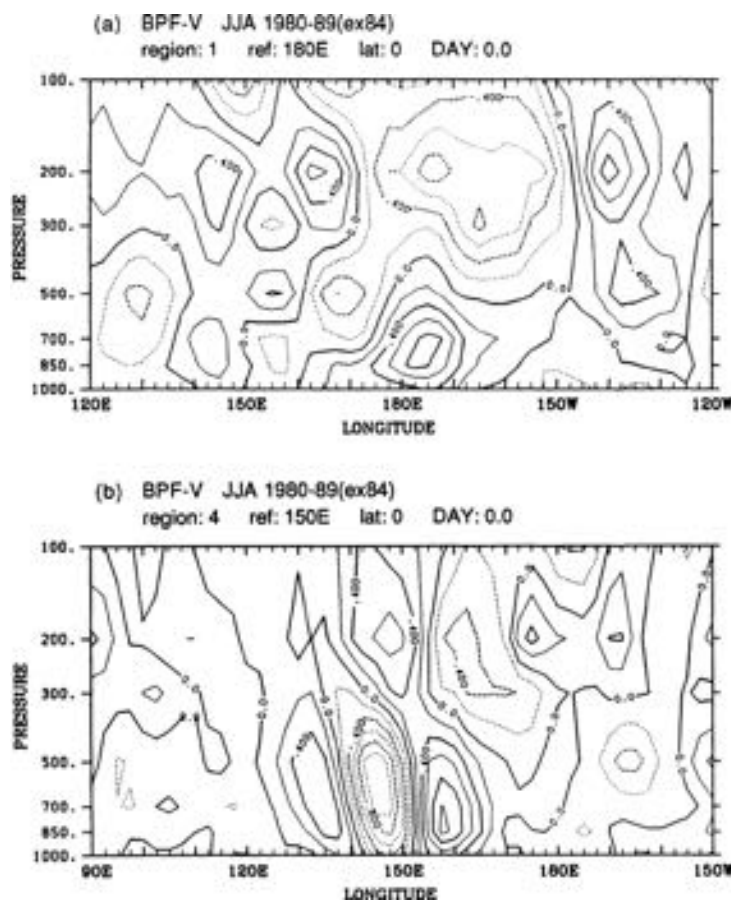 (a) BPF-V JJA 1980-89(ex84)
region: 1 ref: 180E lat: 0 DAY: 0.0
100.
200.
300.
500.
700.
850.
1000.
PRESSURE
120E 150E 180E 150W 120W
LONGITUDE
(b) BPF-V JJA 1980-89(ex84)
region: 4 ref: 150E lat: 0 DAY: 0.0
100.
200.
300.
500.
700.
850.
1000.
PRESSURE
90E 120E 150E 180E 150W
LONGITUDE